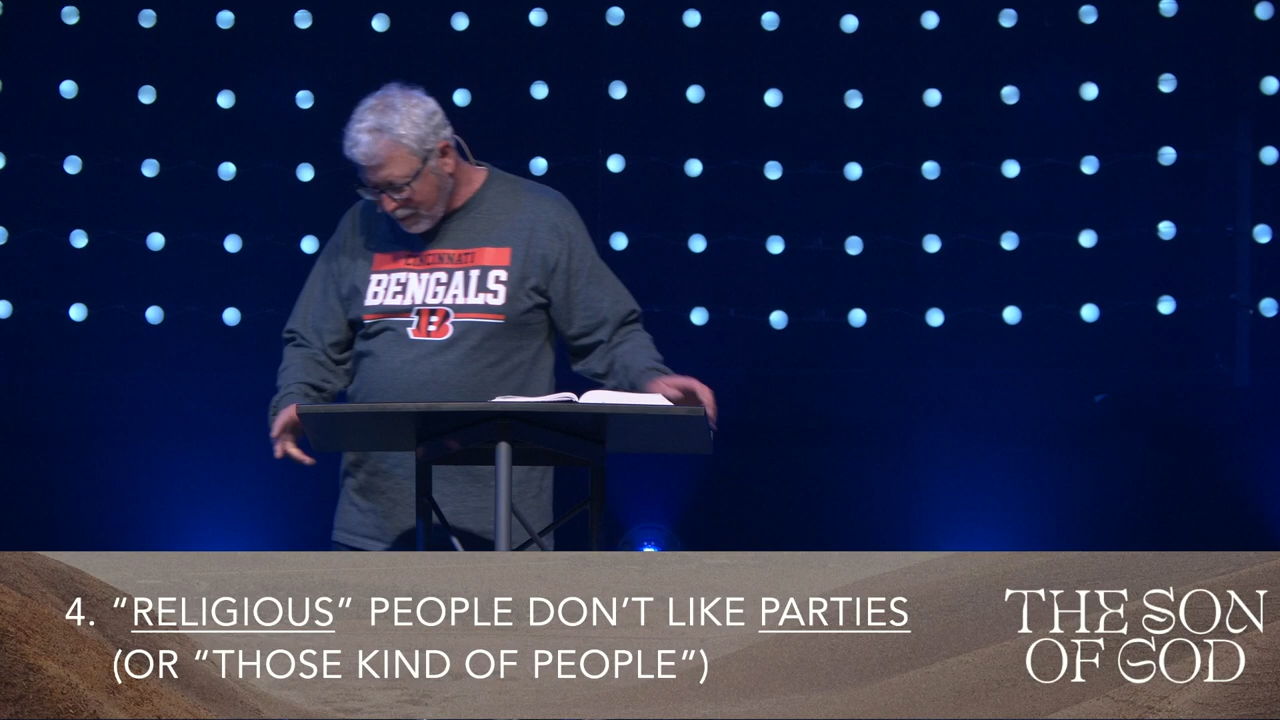 CINCINNATI
BENGALS
B
4. “RELIGIOUS” PEOPLE DON’T LIKE PARTIES
(OR “THOSE KIND OF PEOPLE”)
THE SON
OF GOD